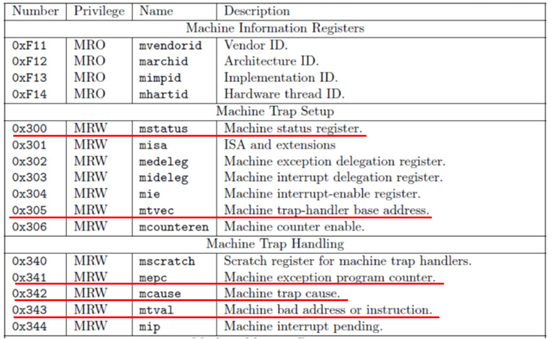 Number Privilege Name Description
Machine Information Registers
0xF11 MRO mvendorid Vendor ID.
0xF12 MRO marchid Architecture ID.
0xF13 MRO mimpid Implementation ID.
0xF14 MRO mhartid Hardware thread ID.
Machine Trap Setup
0x300 MRW mstatus Machine status register.
0x301 MRW misa ISA and extensions
0x302 MRW medeleg Machine exception delegation register.
0x303 MRW mideleg Machine interrupt delegation register.
0x304 MRW mie Machine interrupt-enable register.
0x305 MRW mtvec Machine trap-handler base address.
0x306 MRW mcounteren Machine counter enable.
Machine Trap Handling
0x340 MRW mscratch Scratch register for machine trap handlers.
0x341 MRW mepc Machine exception program counter.
0x342 MRW mcause Machine trap cause.
0x343 MRW mtval Machine bad address or instruction.
0x344 MRW mip Machine interrupt pending.